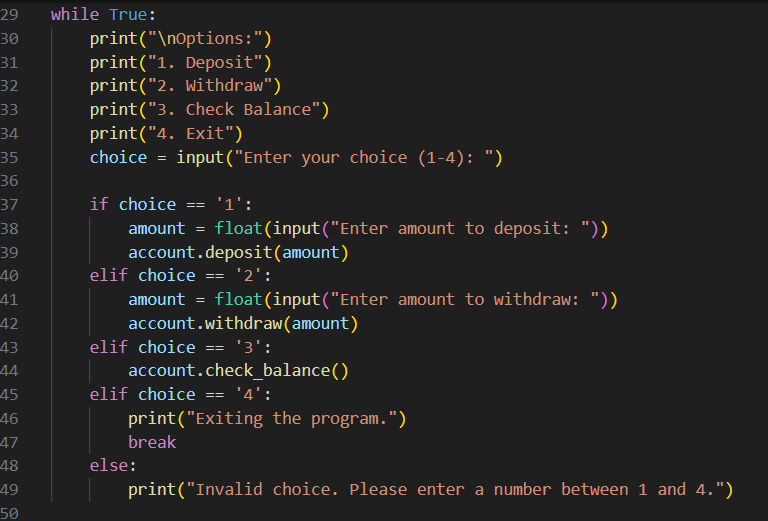 29 while True:
30     print("\nOptions:")
31     print("1. Deposit")
32     print("2. Withdraw")
33     print("3. Check Balance")
34     print("4. Exit")
35     choice = input("Enter your choice (1-4): ")
36
37     if choice == '1':
38         amount = float(input("Enter amount to deposit: "))
39         account.deposit(amount)
40     elif choice == '2':
41         amount = float(input("Enter amount to withdraw: "))
42         account.withdraw(amount)
43     elif choice == '3':
44         account.check_balance()
45     elif choice == '4':
46         print("Exiting the program.")
47         break
48     else:
49         print("Invalid choice. Please enter a number between 1 and 4.")
50